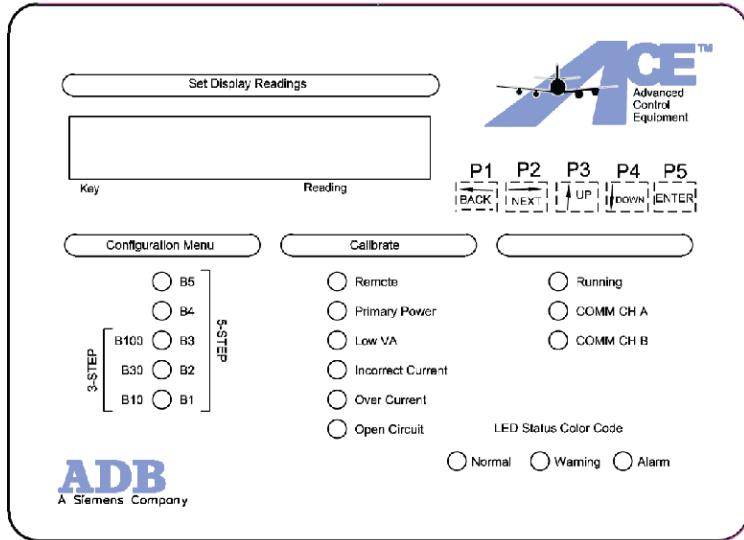 Set Display Readings
ACE™
Advanced
Control
Equipment
Key Reading
P1 P2 P3 P4 P5
BACK NEXT UP DOWN ENTER
Configuration Menu
B5
B4
B100 B3
B30 B2
B10 B1
3-STEP
5-STEP
Calibrate
Remote
Primary Power
Low VA
Incorrect Current
Over Current
Open Circuit
Running
COMM CH A
COMM CH B
LED Status Color Code
Normal Warning Alarm
ADB
A Siemens Company